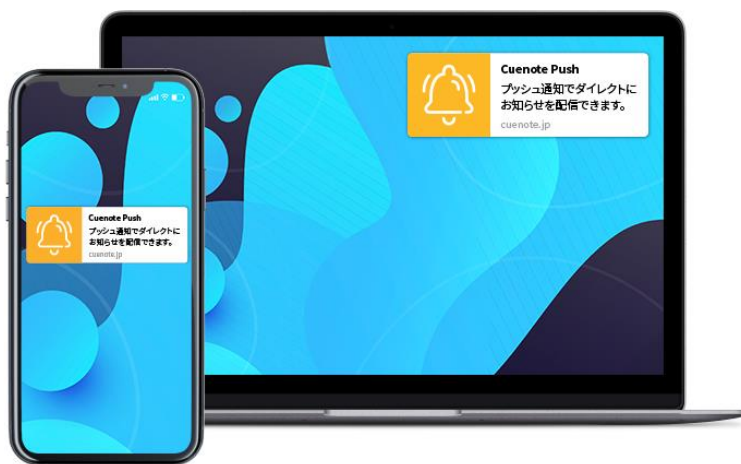 Cuenote Push
プッシュ通知でダイレクトに
お知らせを配信できます。
cuenote.jp
Cuenote Push
プッシュ通知でダイレクトに
お知らせを配信できます。
cuenote.jp